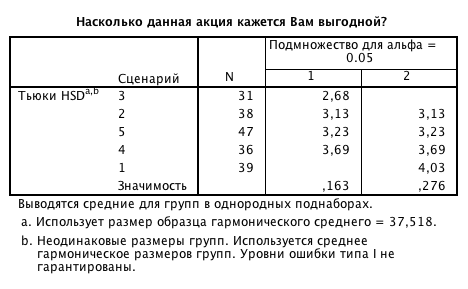 Насколько данная акция кажется Вам выгодной?
Подмножество для альфа =
0.05
Сценарий N 1 2
Тьюки HSDa,b 3 31 2,68
2 38 3,13 3,13
5 47 3,23 3,23
4 36 3,69 3,69
1 39 4,03
Значимость ,163 ,276
Выводятся средние для групп в однородных поднаборах.
a. Использует размер образца гармонического среднего = 37,518.
b. Неодинаковые размеры групп. Используется среднее
гармоническое размеров групп. Уровни ошибки типа I не
гарантированы.